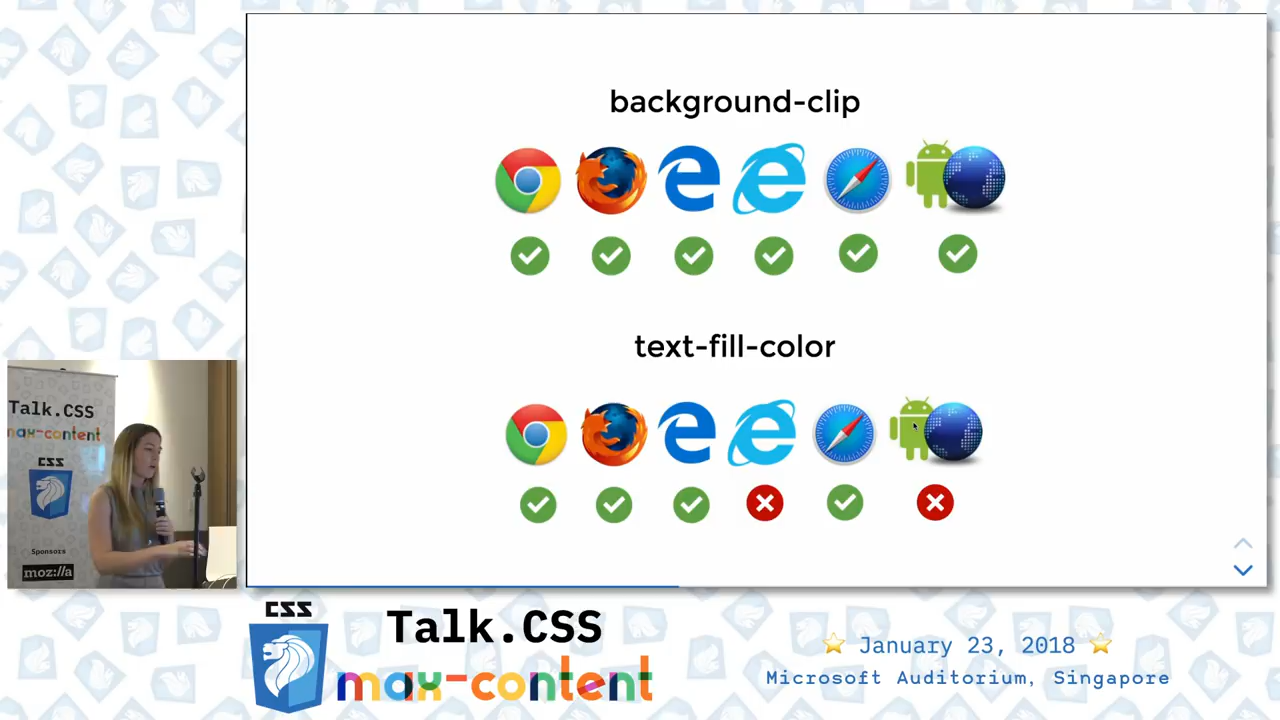 background-clip
text-fill-color
Talk.CSS
max-content
CSS
Sponsors
moz://a
CSS
Talk.CSS
max-content
January 23, 2018
Microsoft Auditorium, Singapore